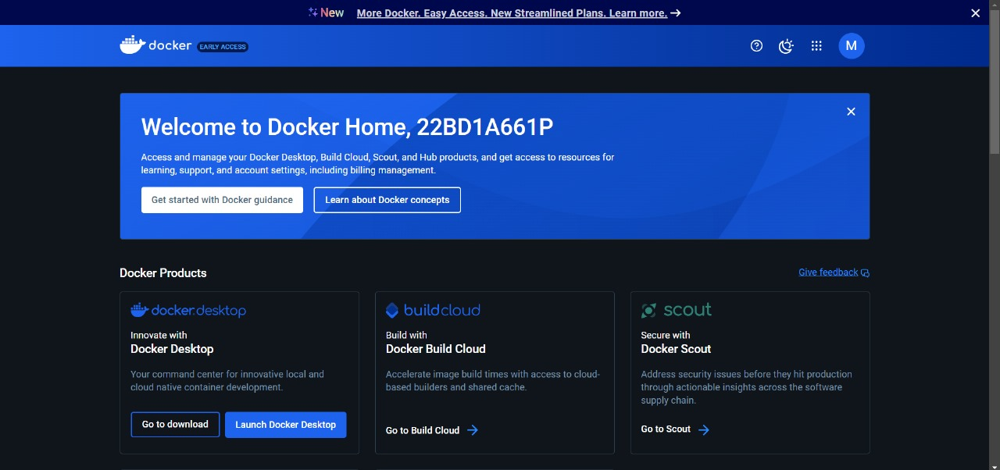 New More Docker. Easy Access. New Streamlined Plans. Learn more.
docker EARLY ACCESS
M
Welcome to Docker Home, 22BD1A661P
Access and manage your Docker Desktop, Build Cloud, Scout, and Hub products, and get access to resources for
learning, support, and account settings, including billing management.
Get started with Docker guidance
Learn about Docker concepts
Docker Products
Give feedback
docker.desktop
Innovate with
Docker Desktop
Your command center for innovative local and
cloud native container development.
Go to download
Launch Docker Desktop
buildcloud
Build with
Docker Build Cloud
Accelerate image build times with access to cloud-
based builders and shared cache.
Go to Build Cloud
scout
Secure with
Docker Scout
Address security issues before they hit production
through actionable insights across the software
supply chain.
Go to Scout